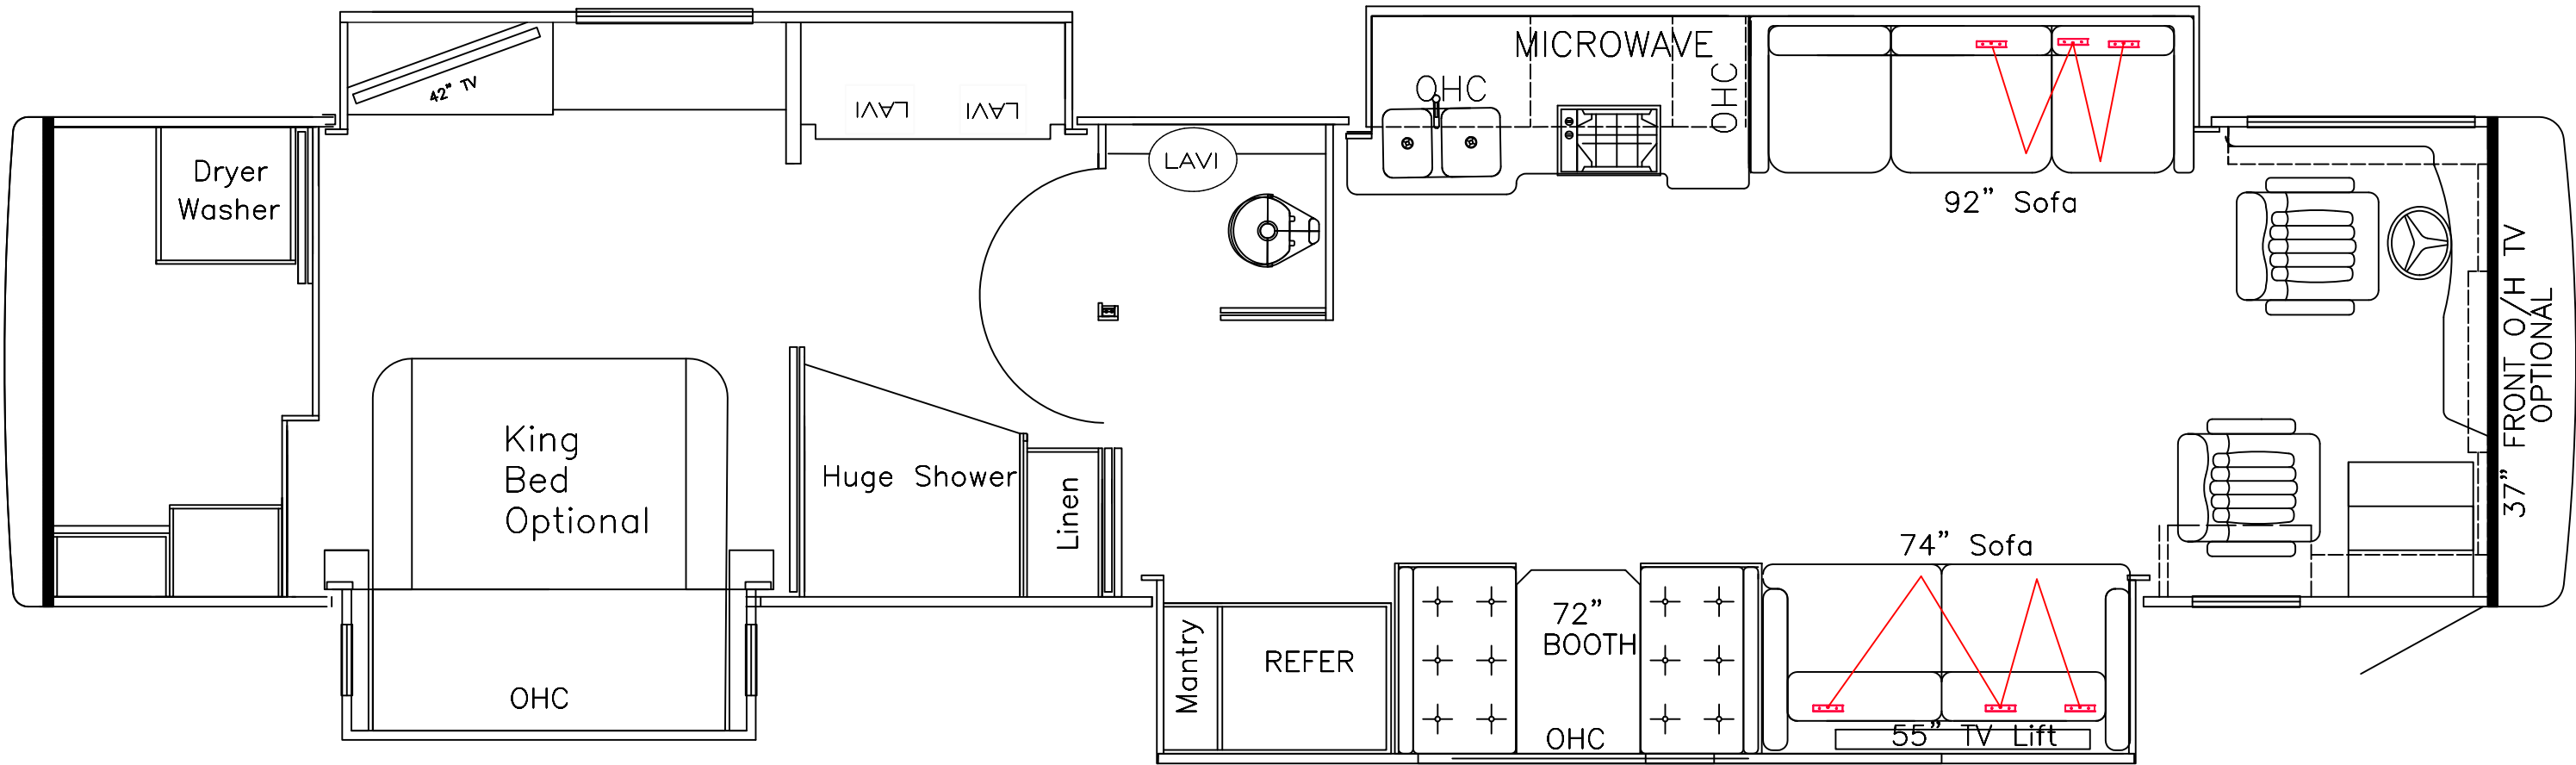 42" TV
LAVI
LAVI
Dryer
Washer
LAVI
MICROWAVE
OHC
OHC
92" Sofa
37" FRONT O/H TV
OPTIONAL
King
Bed
Optional
Huge Shower
Linen
OHC
Mantry
REFER
72"
BOOTH
OHC
74" Sofa
55" TV Lift